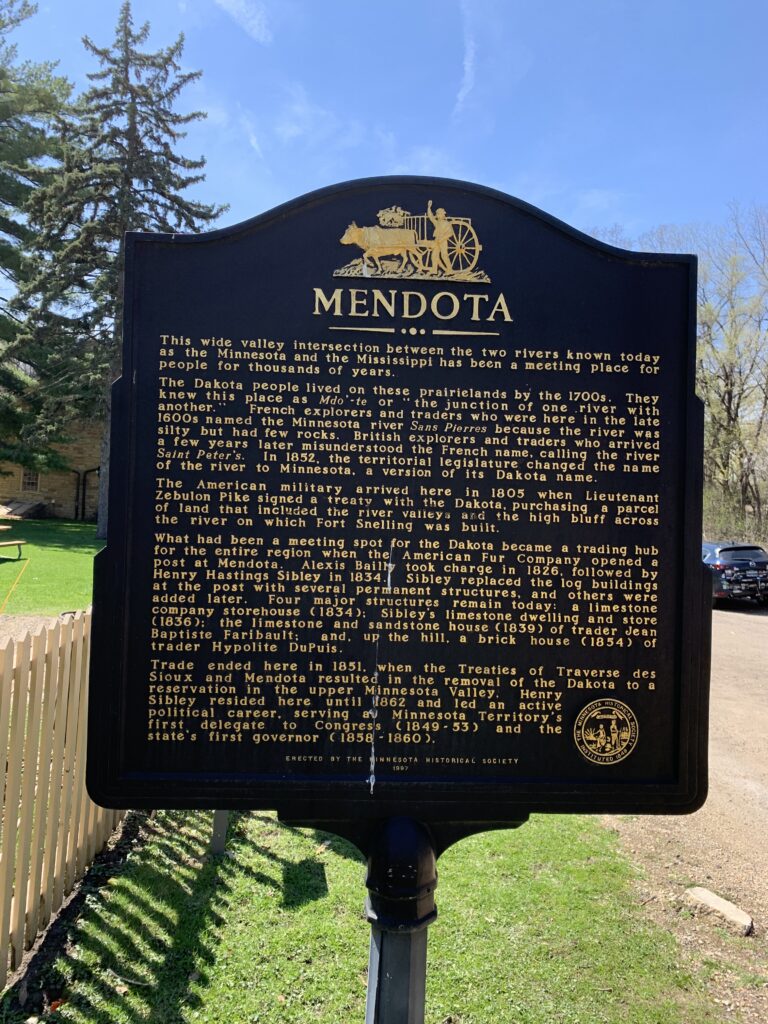 MENDOTA
This wide valley intersection between the two rivers known today
as the Minnesota and the Mississippi has been a meeting place for
people for thousands of years.
The Dakota people lived on these prairielands by the 1700s. They
knew this place as Mdo'-te or "the junction of one river with
another." French explorers and traders who were here in the late
1600s named the Minnesota river Sans Pierres because the river was
silty but had few rocks. British explorers and traders who arrived
a few years later misunderstood the French name, calling the river
Saint Peter's. In 1852, the territorial legislature changed the name
of the river to Minnesota, a version of its Dakota name.
The American military arrived here in 1805 when Lieutenant
Zebulon Pike signed a treaty with the Dakota, purchasing a parcel
of land that included the river valleys and the high bluff across
the river on which Fort Snelling was built.
What had been a meeting spot for the Dakota became a trading hub
for the entire region when the American Fur Company opened a
post at Mendota. Alexis Bailly took charge in 1826, followed by
Henry Hastings Sibley in 1834. Sibley replaced the log buildings
at the post with several permanent structures, and others were
added later. Four major structures remain today: a limestone
company storehouse (1834); Sibley's limestone dwelling and store
(1836); the limestone and sandstone house (1839) of trader Jean
Baptiste Faribault; and, up the hill, a brick house (1854) of
trader Hypolite DuPuis.
Trade ended here in 1851, when the Treaties of Traverse des
Sioux and Mendota resulted in the removal of the Dakota to a
reservation in the upper Minnesota Valley. Henry
Sibley resided here until 1862 and led an active
political career, serving as Minnesota Territory's
first delegate to Congress (1849-53) and the
state's first governor (1858-1860).
ERECTED BY THE MINNESOTA HISTORICAL SOCIETY
1997
THE MINNESOTA HISTORICAL SOCIETY
INSTITUTED 1849